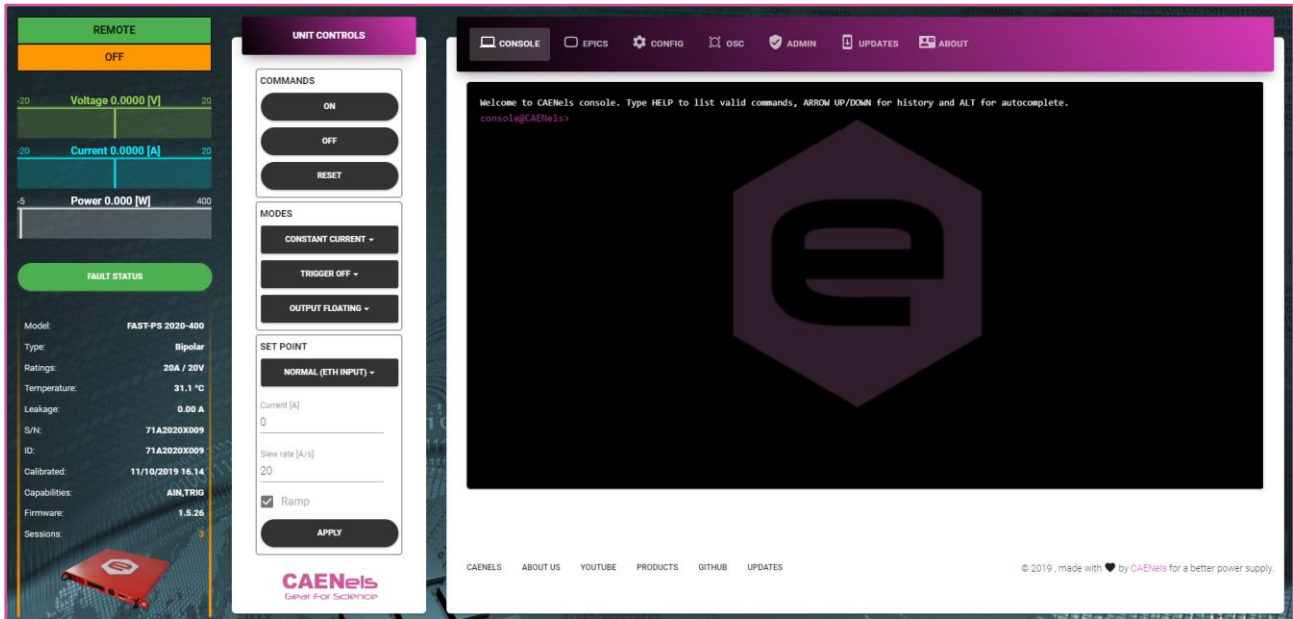 REMOTE
OFF
-20 Voltage 0.0000 [V] 20
-20 Current 0.0000 [A] 20
-5 Power 0.000 [W] 400
FAULT STATUS
Model: FAST-PS 2020-400
Type: Bipolar
Ratings: 20A / 20V
Temperature: 31.1 °C
Leakage: 0.00 A
S/N: 71A2020X009
ID: 71A2020X009
Calibrated: 11/10/2019 16.14
Capabilities: AIN,TRIG
Firmware: 1.5.26
Sessions: 3
UNIT CONTROLS
COMMANDS
ON
OFF
RESET
MODES
CONSTANT CURRENT
TRIGGER OFF
OUTPUT FLOATING
SET POINT
NORMAL (ETH INPUT)
Current [A]
0
Slew rate [A/s]
20
Ramp
APPLY
CAENels
Gear For Science
CONSOLE EPICS CONFIG OSC ADMIN UPDATES ABOUT
Welcome to CAENels console. Type HELP to list valid commands, ARROW UP/DOWN for history and ALT for autocomplete.
console@CAENels>
CAENELS ABOUT US YOUTUBE PRODUCTS GITHUB UPDATES
© 2019 , made with ♥ by CAENels for a better power supply.